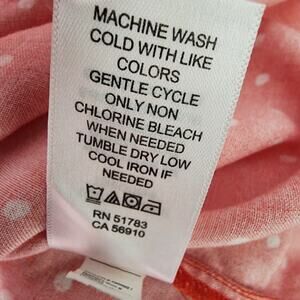 MACHINE WASH
COLD WITH LIKE
COLORS
GENTLE CYCLE
ONLY NON
CHLORINE BLEACH
WHEN NEEDED
TUMBLE DRY LOW
COOL IRON IF
NEEDED
RN 51783
CA 56910